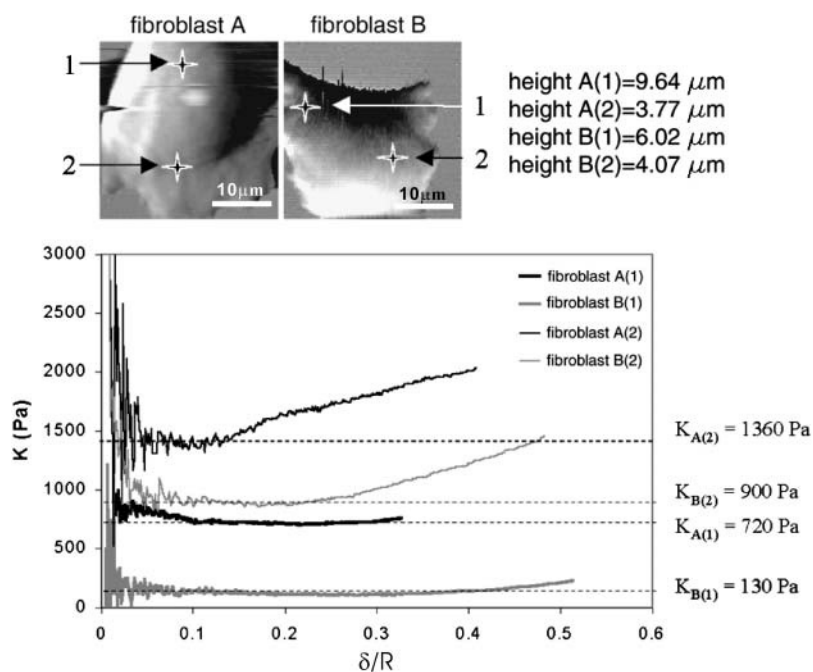 fibroblast A
fibroblast B
1
2
10μm
10μm
1
2
height A(1)=9.64 μm
height A(2)=3.77 μm
height B(1)=6.02 μm
height B(2)=4.07 μm
3000
2500
2000
1500
1000
500
0
K (Pa)
fibroblast A(1)
fibroblast B(1)
fibroblast A(2)
fibroblast B(2)
K_A(2) = 1360 Pa
K_B(2) = 900 Pa
K_A(1) = 720 Pa
K_B(1) = 130 Pa
0 0.1 0.2 0.3 0.4 0.5 0.6
δ/R